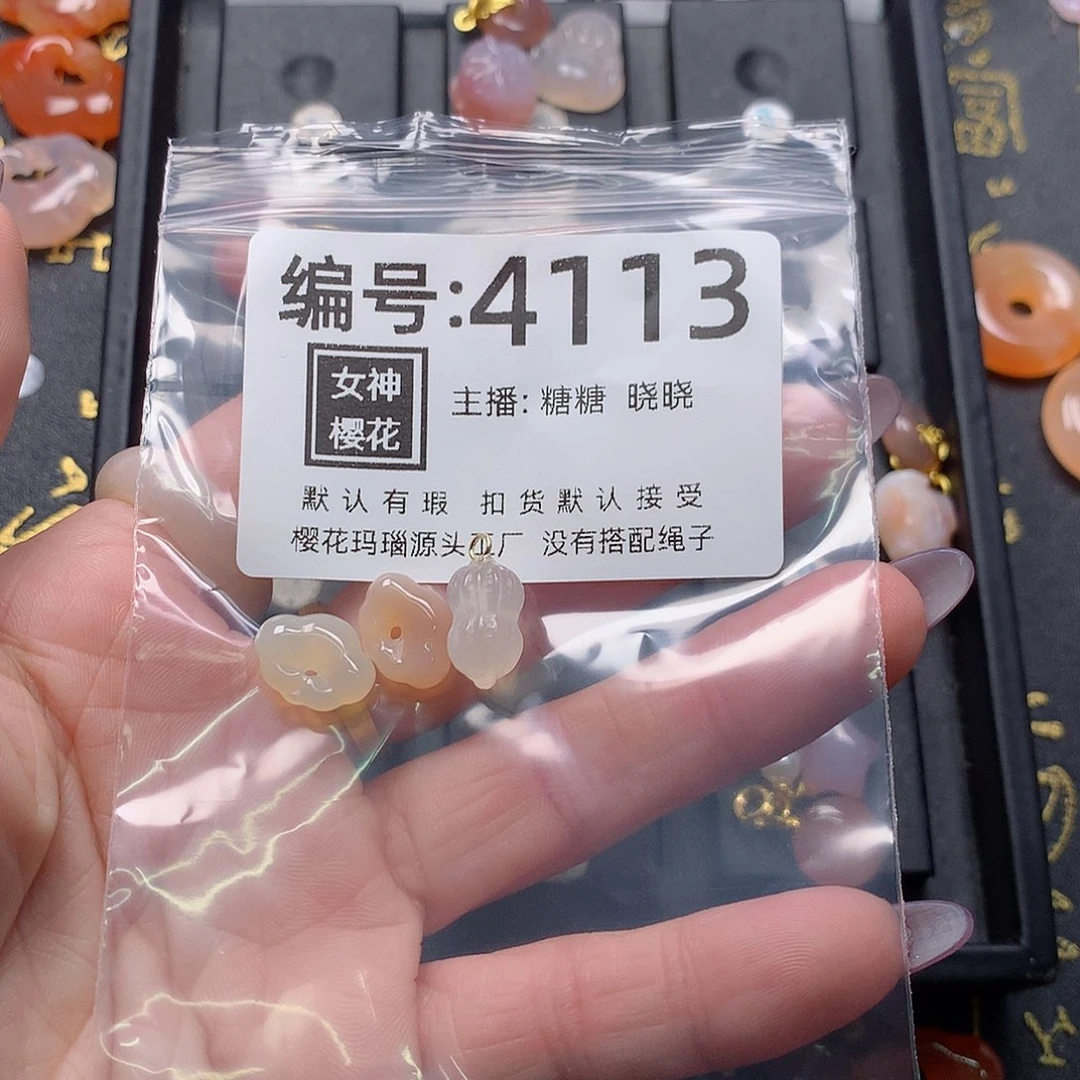 编号:4113
女神
樱花
主播: 糖糖 晓晓
默认有瑕 扣货默认接受
樱花玛瑙源头工厂 没有搭配绳子